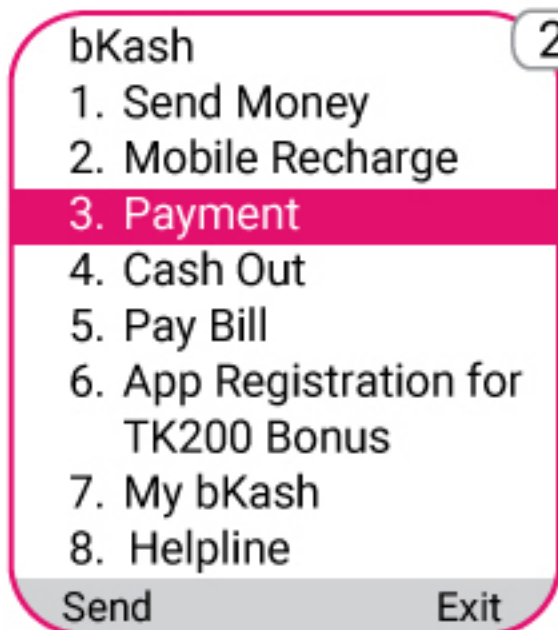 bKash
2
1. Send Money
2. Mobile Recharge
3. Payment
4. Cash Out
5. Pay Bill
6. App Registration for
TK200 Bonus
7. My bKash
8. Helpline
Send Exit